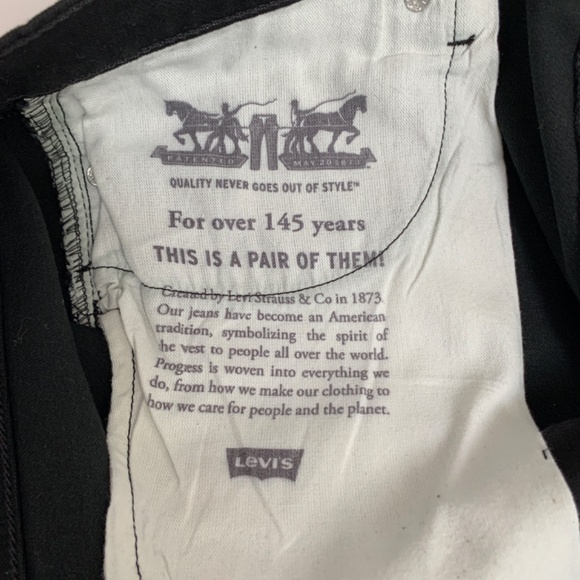 PATENTED MAY 20 1873
QUALITY NEVER GOES OUT OF STYLE™
For over 145 years
THIS IS A PAIR OF THEM!
Created by Levi Strauss & Co in 1873.
Our jeans have become an American
tradition, symbolizing the spirit of
the vest to people all over the world.
Progress is woven into everything we
do, from how we make our clothing to
how we care for people and the planet.
LEVI'S